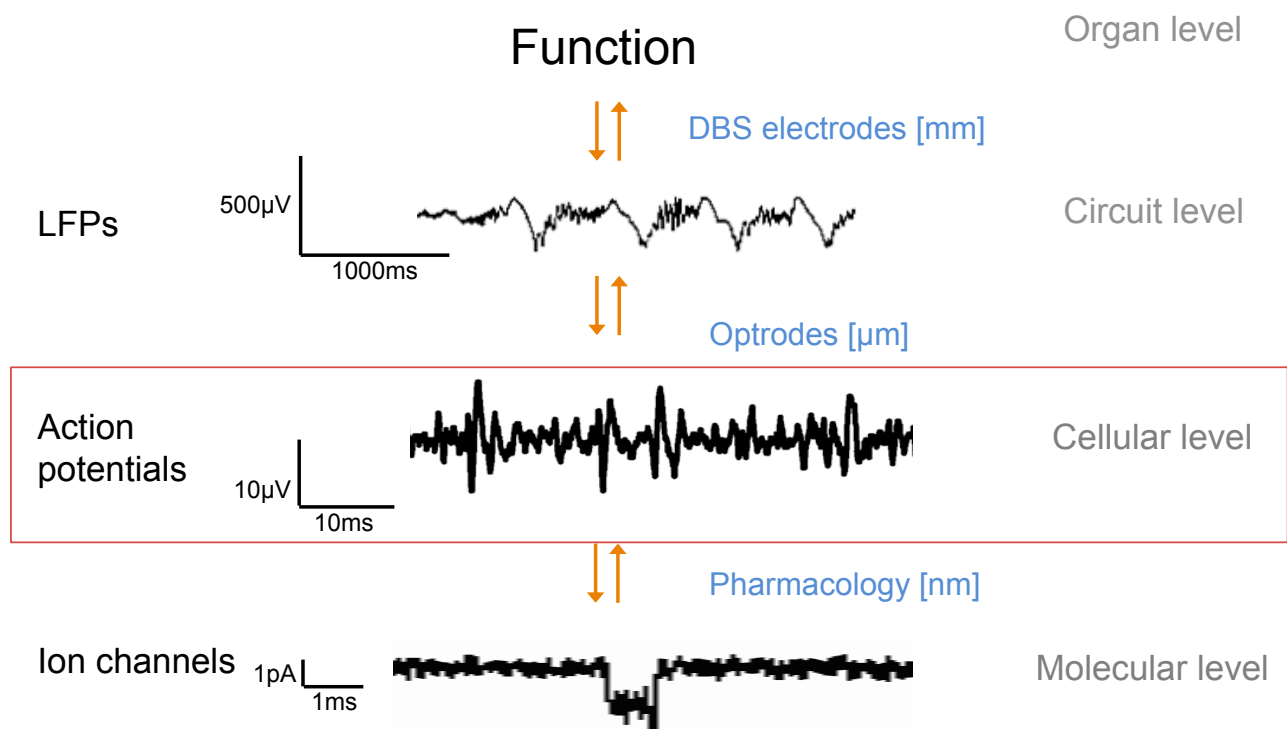 Function
Organ level
DBS electrodes [mm]
LFPs
500µV
1000ms
Circuit level
Optrodes [µm]
Action
potentials
10µV
10ms
Cellular level
Pharmacology [nm]
Ion channels
1pA
1ms
Molecular level